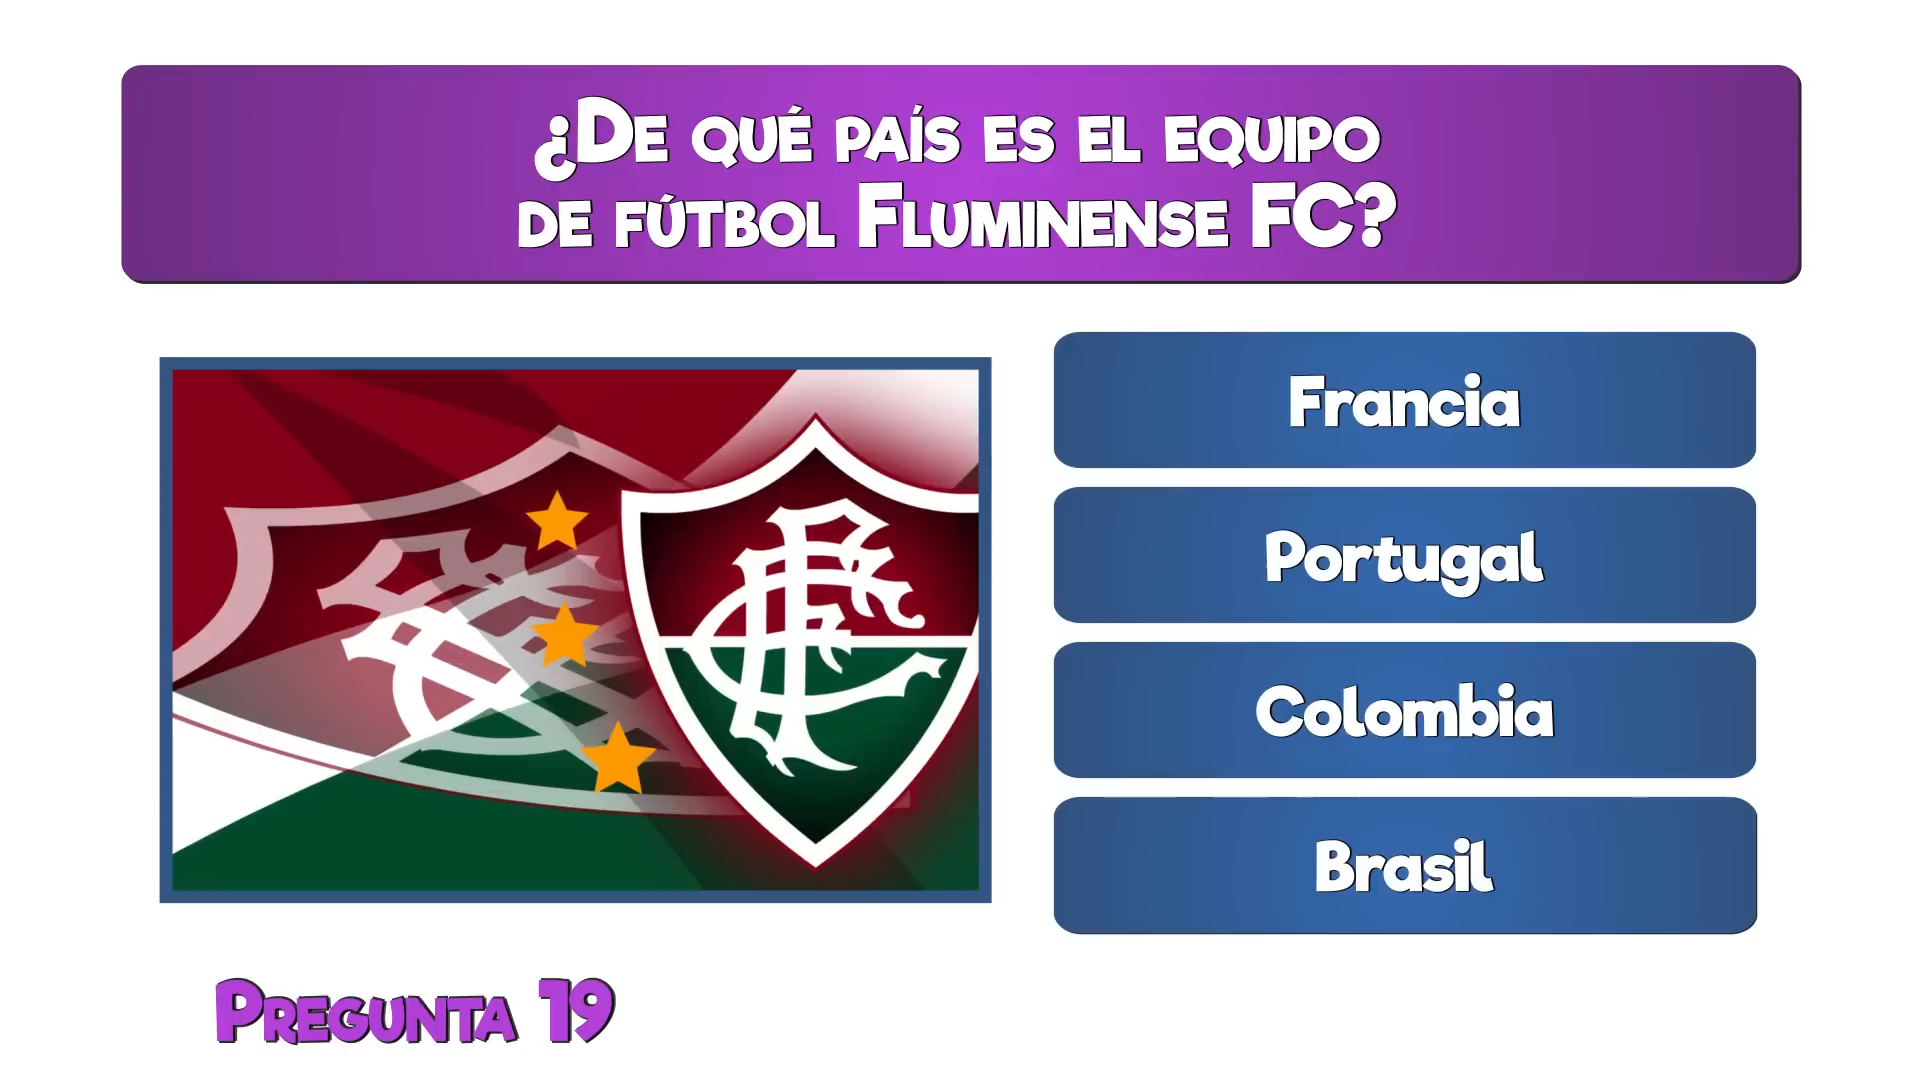 ¿De qué país es el equipo
de fútbol Fluminense FC?
Francia
Portugal
Colombia
Brasil
Pregunta 19